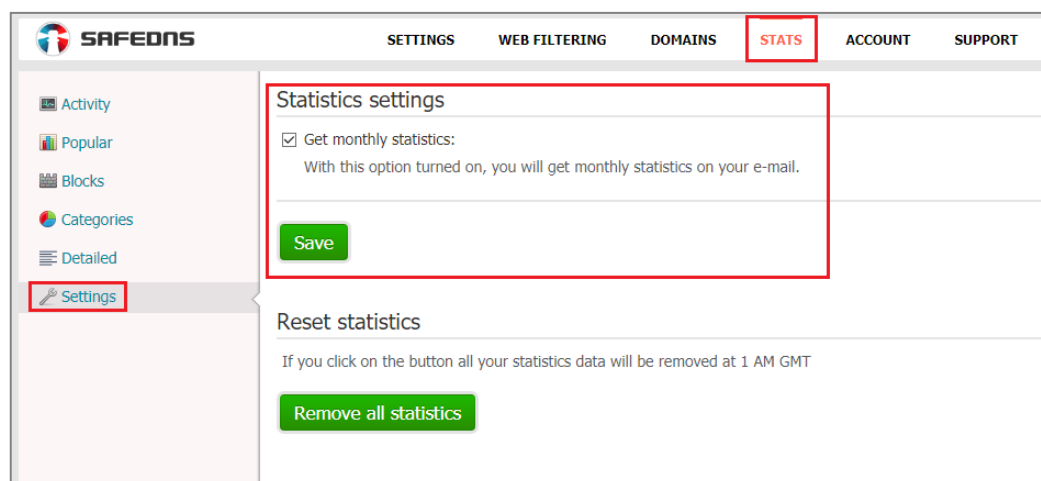 SAFEDNS
SETTINGS WEB FILTERING DOMAINS STATS ACCOUNT SUPPORT
Activity
Popular
Blocks
Categories
Detailed
Settings
Statistics settings
Get monthly statistics:
With this option turned on, you will get monthly statistics on your e-mail.
Save
Reset statistics
If you click on the button all your statistics data will be removed at 1 AM GMT
Remove all statistics